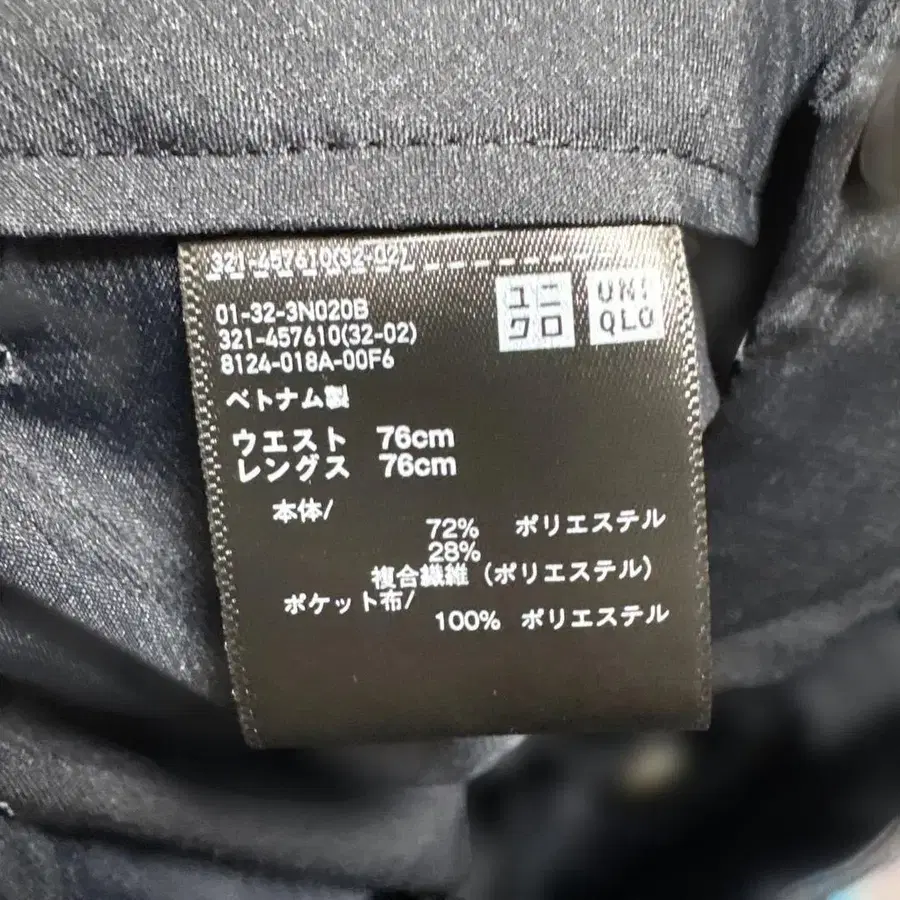 321-457610(32-02)
ユニ
クロ
UNI
QLO
01-32-3N020B
321-457610(32-02)
8124-018A-00F6
ベトナム製
ウエスト 76cm
レングス 76cm
本体/
72% ポリエステル
28%
複合繊維 (ポリエステル)
ポケット布/
100% ポリエステル